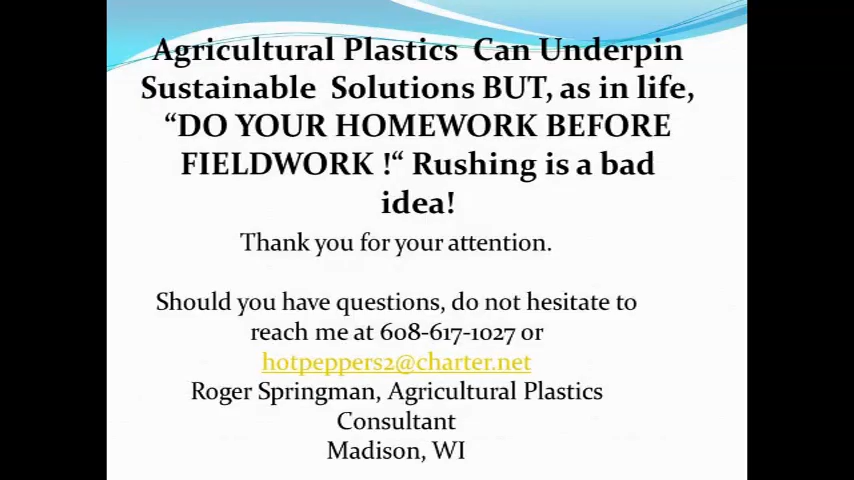 Agricultural Plastics Can Underpin
Sustainable Solutions BUT, as in life,
“DO YOUR HOMEWORK BEFORE
FIELDWORK !“ Rushing is a bad
idea!
Thank you for your attention.
Should you have questions, do not hesitate to
reach me at 608-617-1027 or
hotpeppers2@charter.net
Roger Springman, Agricultural Plastics
Consultant
Madison, WI